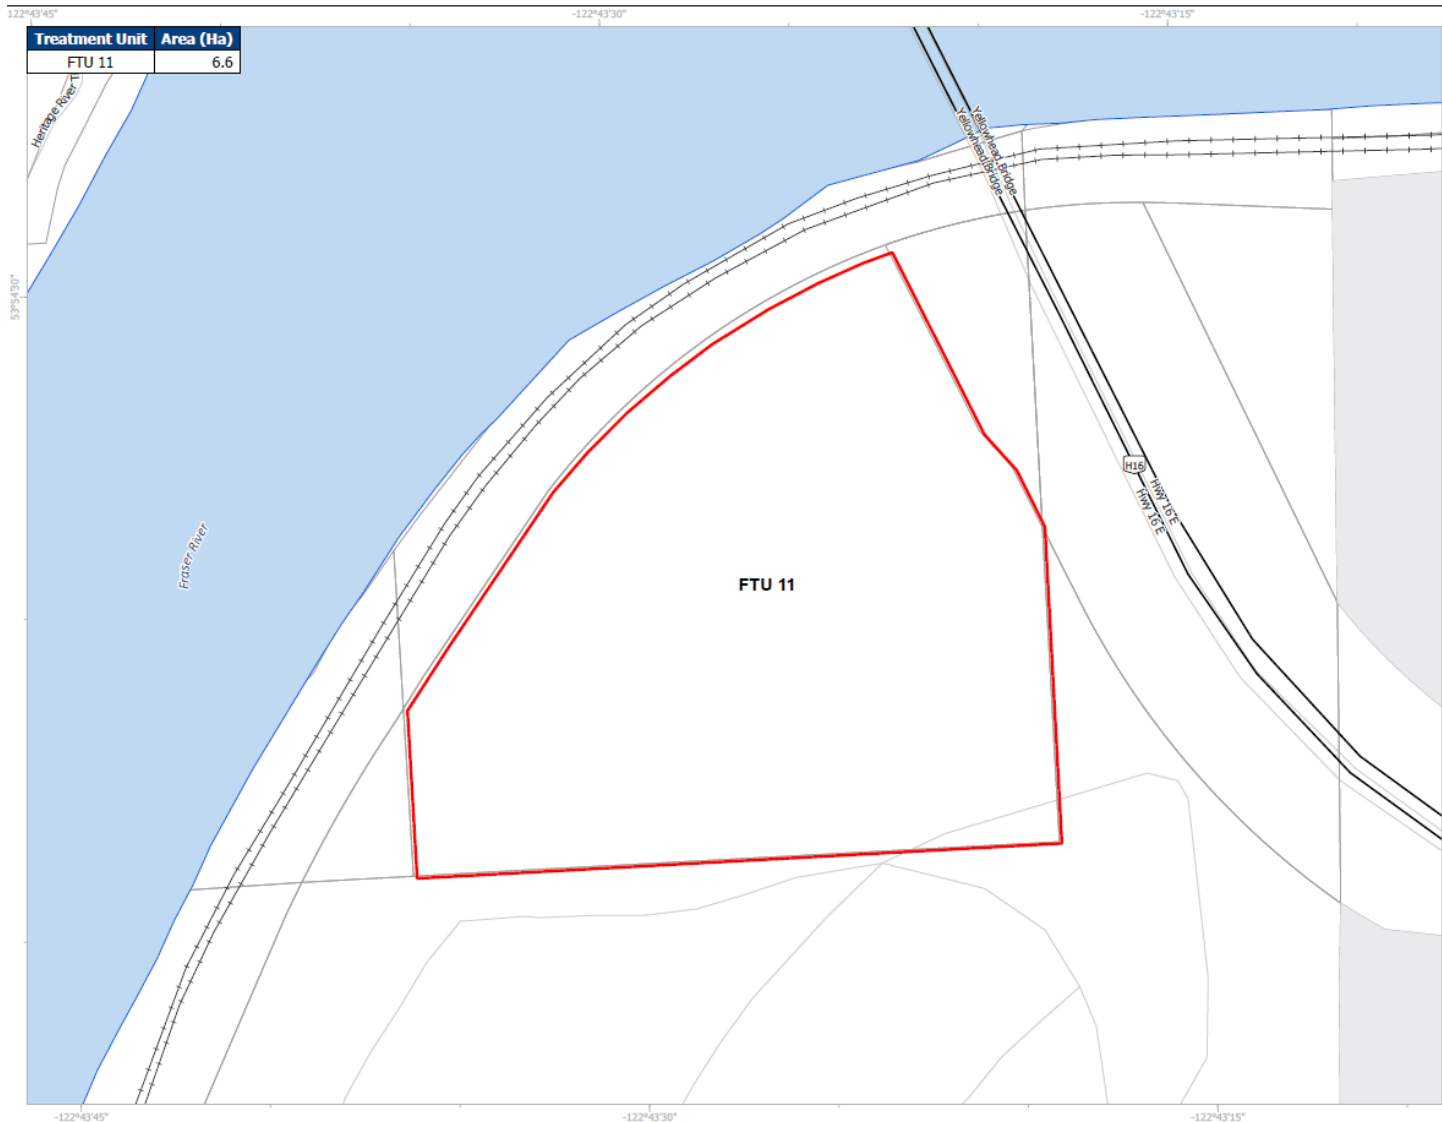 122°43'45"
-122°43'30"
-122°43'15"
Treatment Unit Area (Ha)
FTU 11 6.6
Heritage River
Yellowhead Bridge
Yellowhead Bridge
53°54'30"
H16
Hwy 16 E
Hwy 16 E
Fraser River
FTU 11
-122°43'45"
-122°43'30"
-122°43'15"